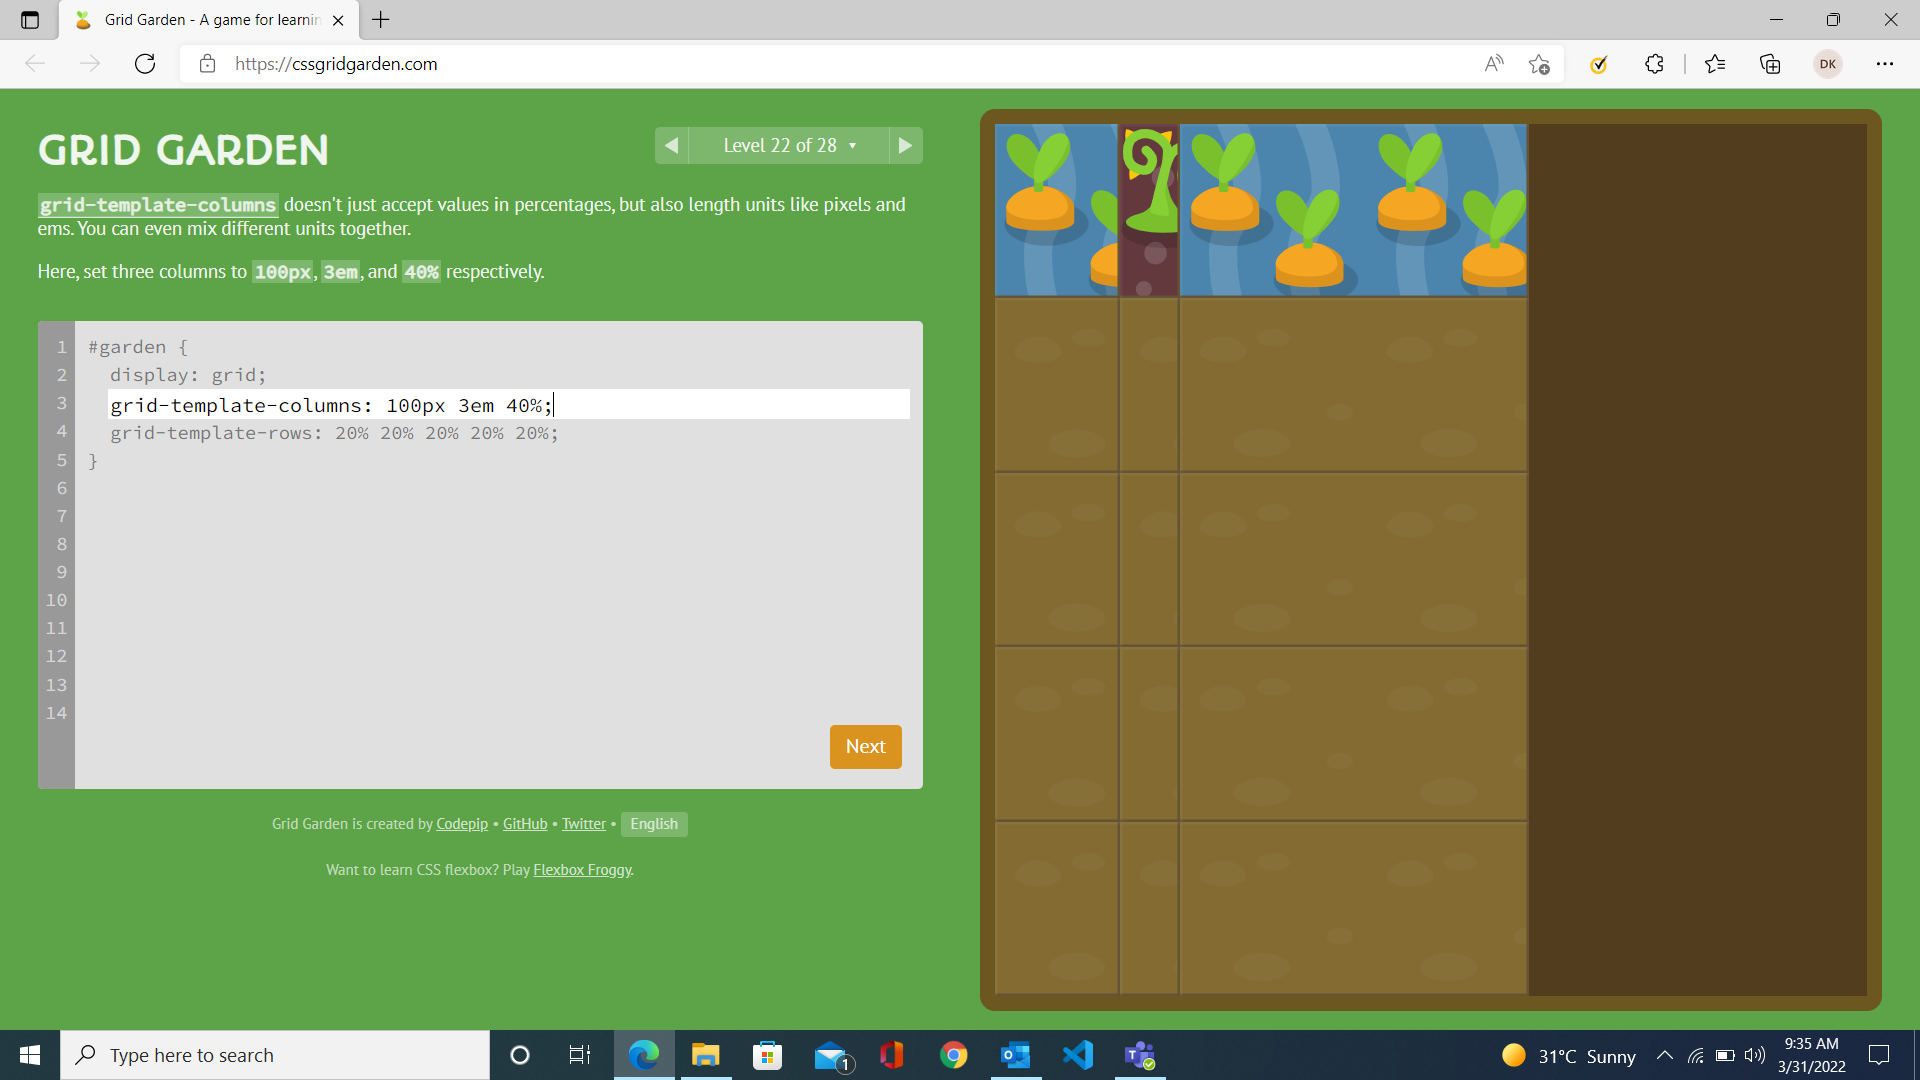 Grid Garden - A game for learnin
https://cssgridgarden.com
DK
GRID GARDEN
Level 22 of 28
grid-template-columns doesn't just accept values in percentages, but also length units like pixels and
ems. You can even mix different units together.
Here, set three columns to 100px, 3em, and 40% respectively.
1 #garden {
2 display: grid;
3 grid-template-columns: 100px 3em 40%;
4 grid-template-rows: 20% 20% 20% 20% 20%;
5 }
6
7
8
9
10
11
12
13
14
Next
Grid Garden is created by Codepip • GitHub • Twitter • English
Want to learn CSS flexbox? Play Flexbox Froggy.
Type here to search
1
31°C Sunny
9:35 AM
3/31/2022